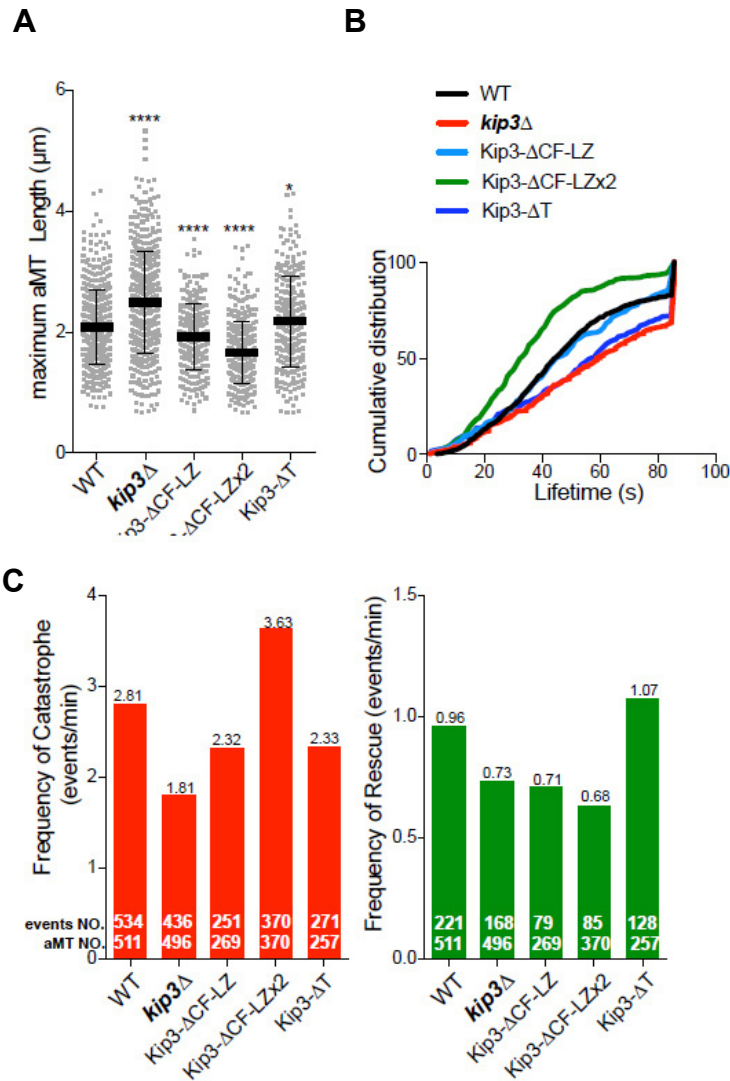 A
B
6
4
2
0
maximum aMT Length (µm)
****
****
****
*
WT
kip3Δ
Kip3-ΔCF-LZ
3-ΔCF-LZx2
Kip3-ΔT
WT
kip3Δ
Kip3-ΔCF-LZ
Kip3-ΔCF-LZx2
Kip3-ΔT
100
50
0
Cumulative distribution
0 20 40 60 80 100
Lifetime (s)
C
4
3
2
1
0
Frequency of Catastrophe
(events/min)
2.81
1.81
2.32
3.63
2.33
events NO. 534 436 251 370 271
aMT NO. 511 496 269 370 257
WT
kip3Δ
Kip3-ΔCF-LZ
Kip3-ΔCF-LZx2
Kip3-ΔT
1.5
1.0
0.5
0.0
Frequency of Rescue (events/min)
0.96
0.73
0.71
0.68
1.07
221 168 79 85 128
511 496 269 370 257
WT
kip3Δ
Kip3-ΔCF-LZ
Kip3-ΔCF-LZx2
Kip3-ΔT